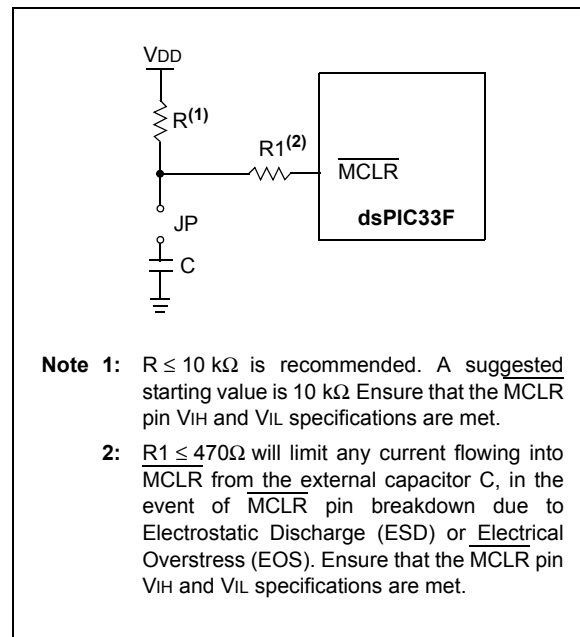 VDD
R(1)
R1(2)
MCLR
dsPIC33F
JP
C
Note 1: R ≤ 10 kΩ is recommended. A suggested
starting value is 10 kΩ Ensure that the MCLR
pin VIH and VIL specifications are met.
2: R1 ≤ 470Ω will limit any current flowing into
MCLR from the external capacitor C, in the
event of MCLR pin breakdown due to
Electrostatic Discharge (ESD) or Electrical
Overstress (EOS). Ensure that the MCLR pin
VIH and VIL specifications are met.